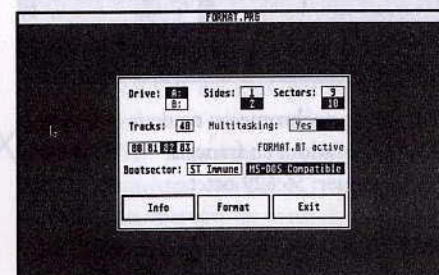 FORMAT.PRG
Drive: A: Sides: 1 Sectors: 9
B: 2 10
Tracks: 40 Multitasking: Yes
80 81 82 83 FORMAT.BT active
Bootsector: ST Immune MS-DOS Compatible
Info Format Exit